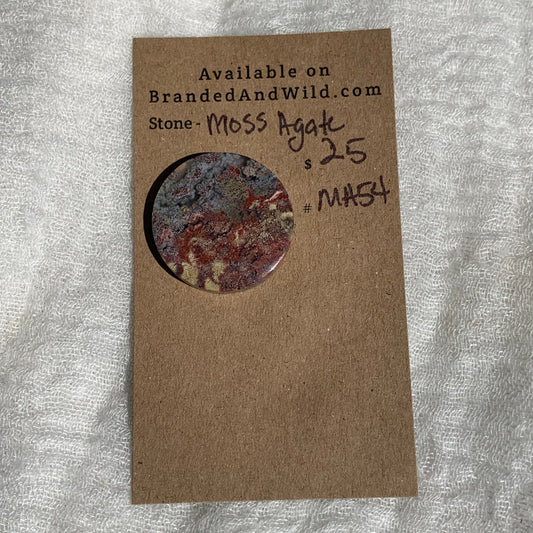 Available on
BrandedAndWild.com
Stone - Moss Agate
$ 25
# MA54